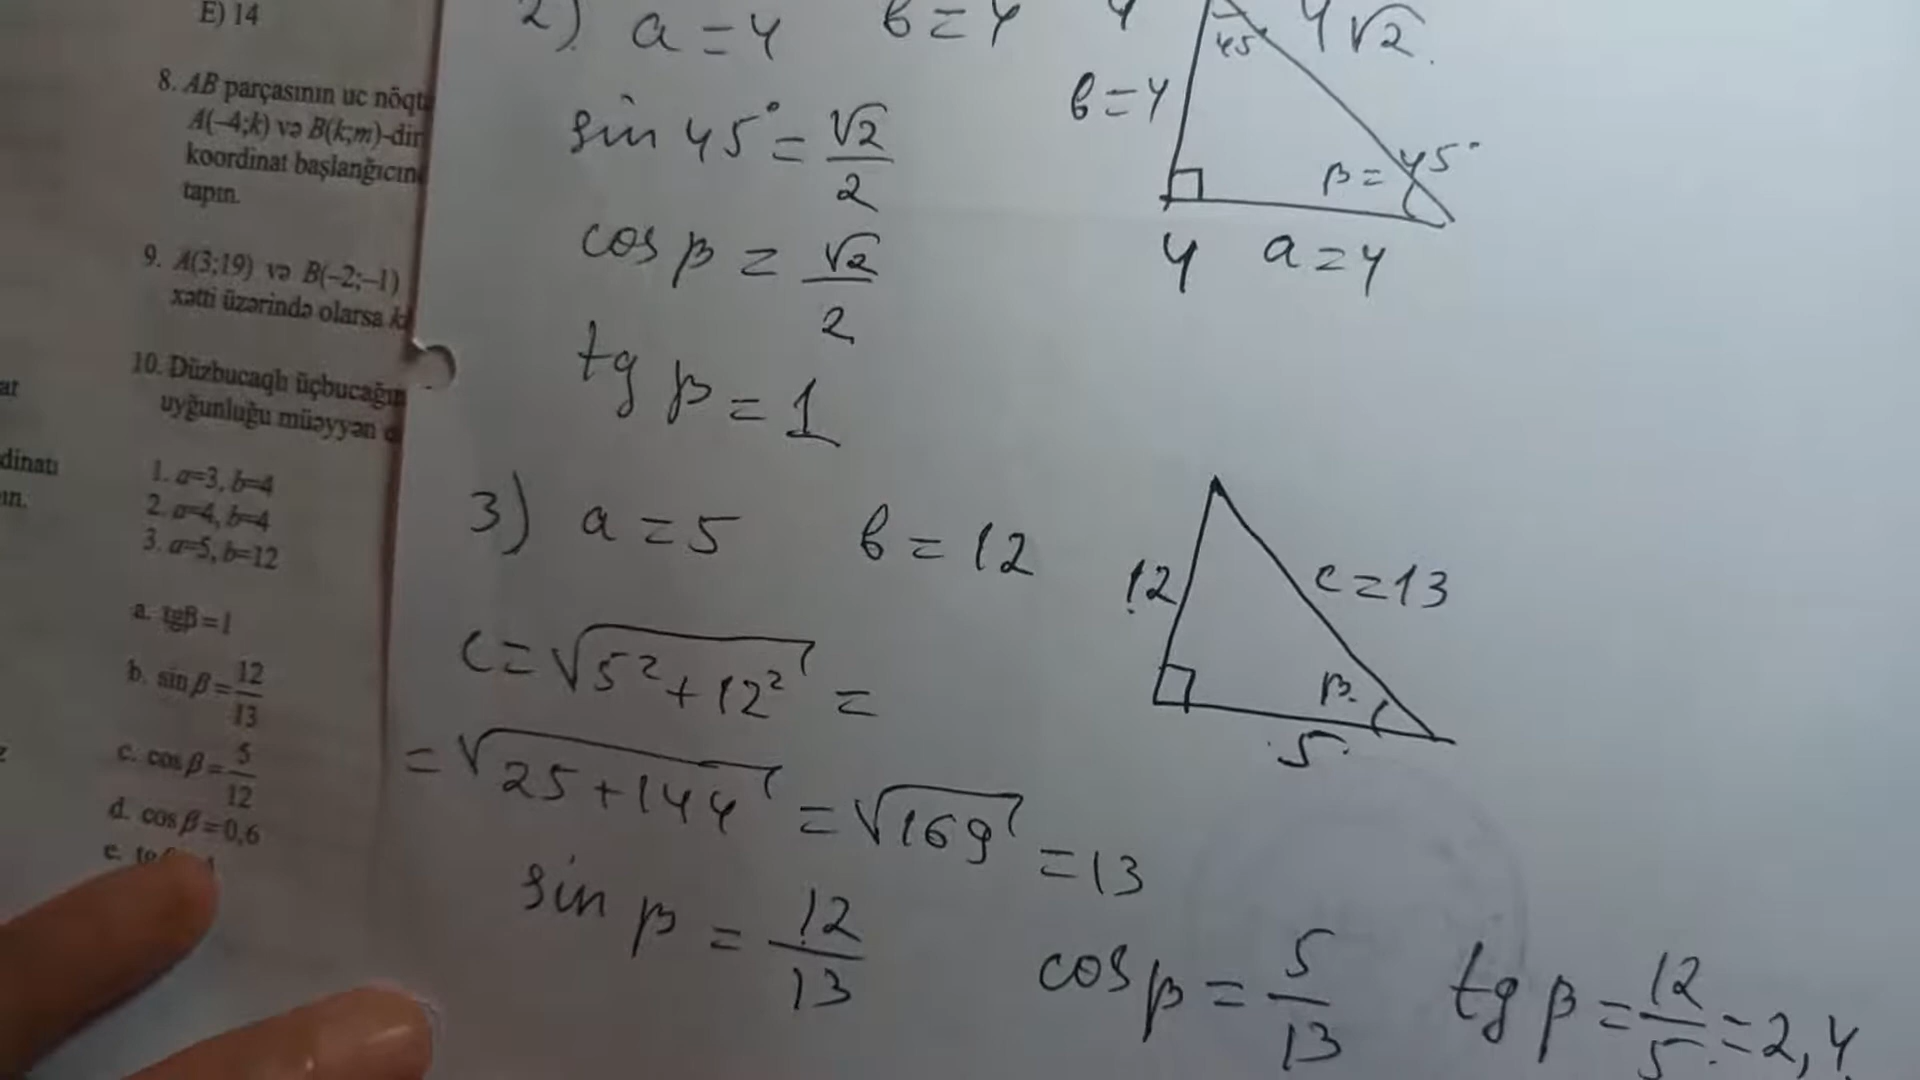 E) 14
8. AB parçasının uc nöqt
A(–4;k) və B(k;m)-dir
koordinat başlanğıcın
tapın.
9. A(3;19) və B(–2;–1)
xətti üzərində olarsa k
10. Düzbucaqlı üçbucağın
uyğunluğu müəyyən
1. a=3, b=4
2. a=4, b=4
3. a=5, b=12
a. tgβ=1
b. sinβ=12/13
c. cosβ=5/12
d. cosβ=0,6
e.
dinatı
ın.
2) a=4 в=4
sin 45°=√2/2
cos β=√2/2
tg β=1
4 4√2
45°
в=4
β=45°
4 a=4
3) a=5 в=12
c=√5²+12² =
=√25+144 =√169 =13
12 c=13
β
5
sin β=12/13 cos β=5/13 tg β=12/5=2,4